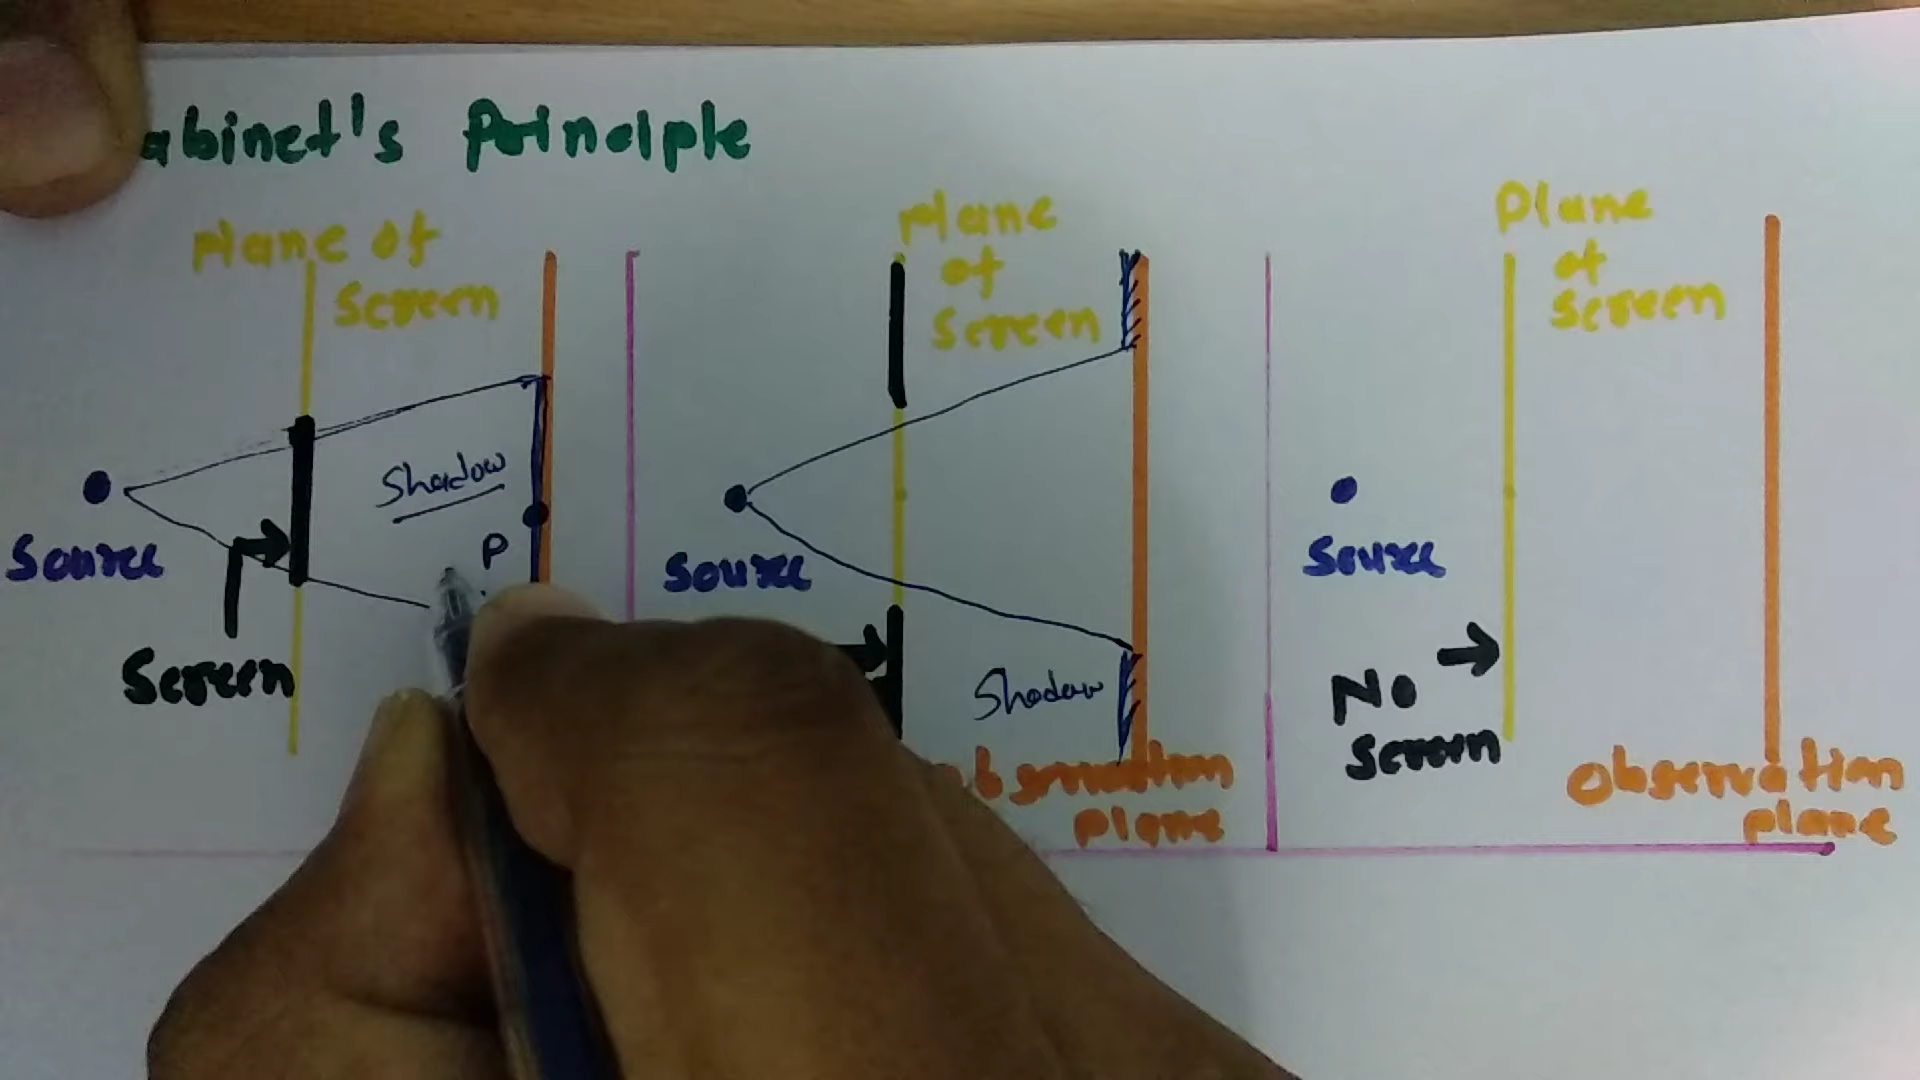 abinet's Principle
Plane of
Screen
Shadow
P
Source
Screen
Plane
of
Screen
Source
Shadow
observation
plane
Plane
of
screen
Source
No
screen
observation
plane